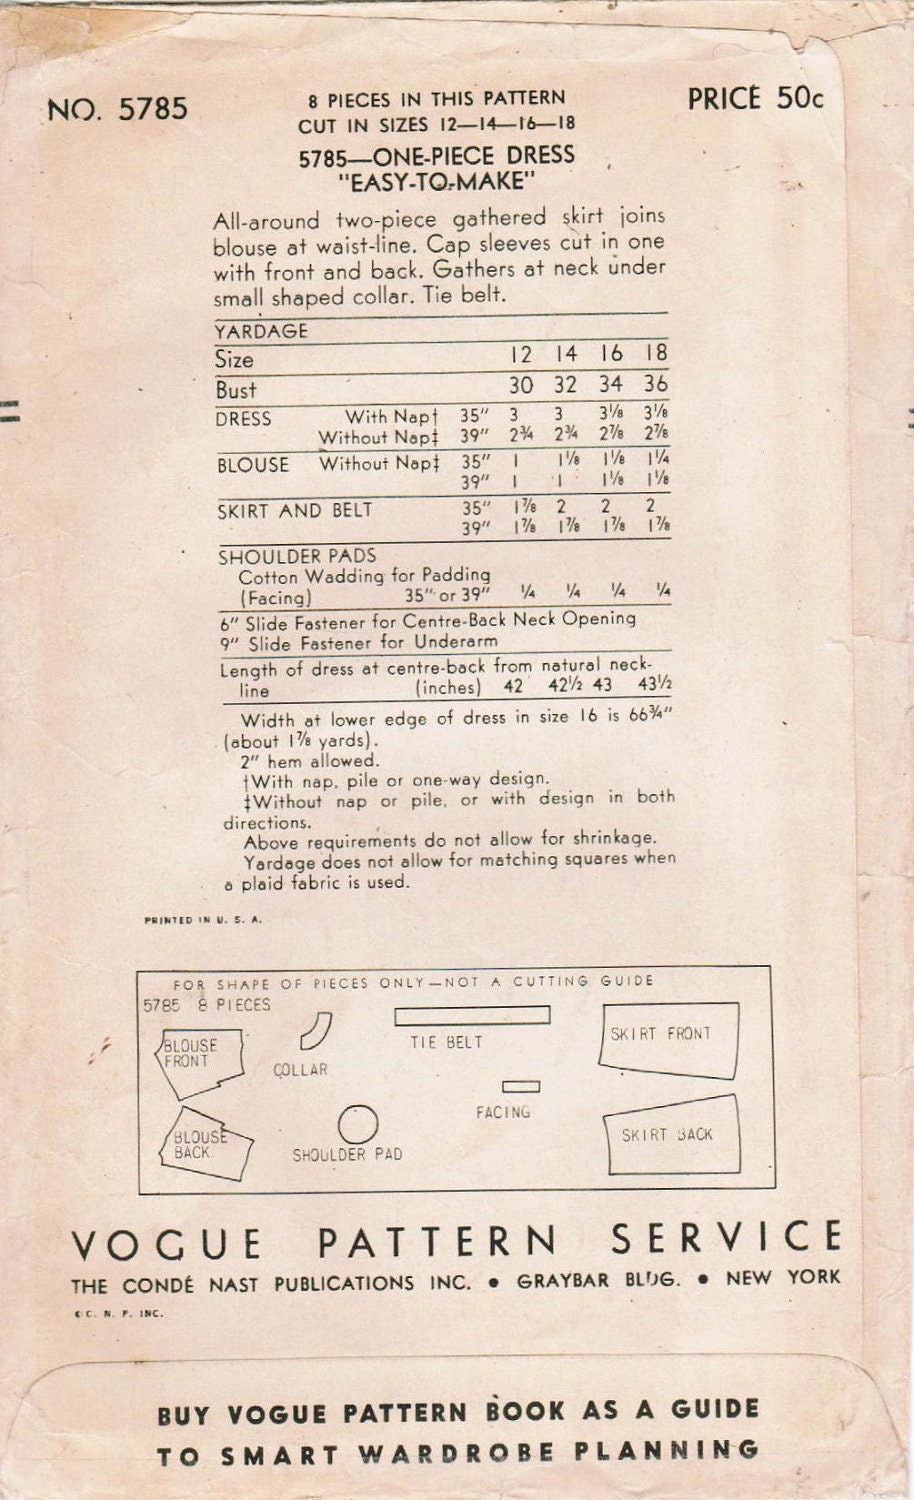 NO. 5785
8 PIECES IN THIS PATTERN
CUT IN SIZES 12—14—16—18
PRICE 50c
5785—ONE-PIECE DRESS
"EASY-TO-MAKE"
All-around two-piece gathered skirt joins
blouse at waist-line. Cap sleeves cut in one
with front and back. Gathers at neck under
small shaped collar. Tie belt.
YARDAGE
Size 12 14 16 18
Bust 30 32 34 36
DRESS With Nap† 35" 3 3 3⅛ 3⅛
Without Nap‡ 39" 2¾ 2¾ 2⅞ 2⅞
BLOUSE Without Nap‡ 35" 1 1⅛ 1⅛ 1¼
39" 1 1 1⅛ 1⅛
SKIRT AND BELT 35" 1⅞ 2 2 2
39" 1⅞ 1⅞ 1⅞ 1⅞
SHOULDER PADS
Cotton Wadding for Padding
(Facing) 35" or 39" ¼ ¼ ¼ ¼
6" Slide Fastener for Centre-Back Neck Opening
9" Slide Fastener for Underarm
Length of dress at centre-back from natural neck-
line (inches) 42 42½ 43 43½
Width at lower edge of dress in size 16 is 66¾"
(about 1⅞ yards).
2" hem allowed.
†With nap, pile or one-way design.
‡Without nap or pile, or with design in both
directions.
Above requirements do not allow for shrinkage.
Yardage does not allow for matching squares when
a plaid fabric is used.
PRINTED IN U. S. A.
FOR SHAPE OF PIECES ONLY—NOT A CUTTING GUIDE
5785 8 PIECES
BLOUSE
FRONT
COLLAR
TIE BELT
SKIRT FRONT
BLOUSE
BACK
SHOULDER PAD
FACING
SKIRT BACK
VOGUE PATTERN SERVICE
THE CONDÉ NAST PUBLICATIONS INC. • GRAYBAR BLDG. • NEW YORK
©C. N. P. INC.
BUY VOGUE PATTERN BOOK AS A GUIDE
TO SMART WARDROBE PLANNING